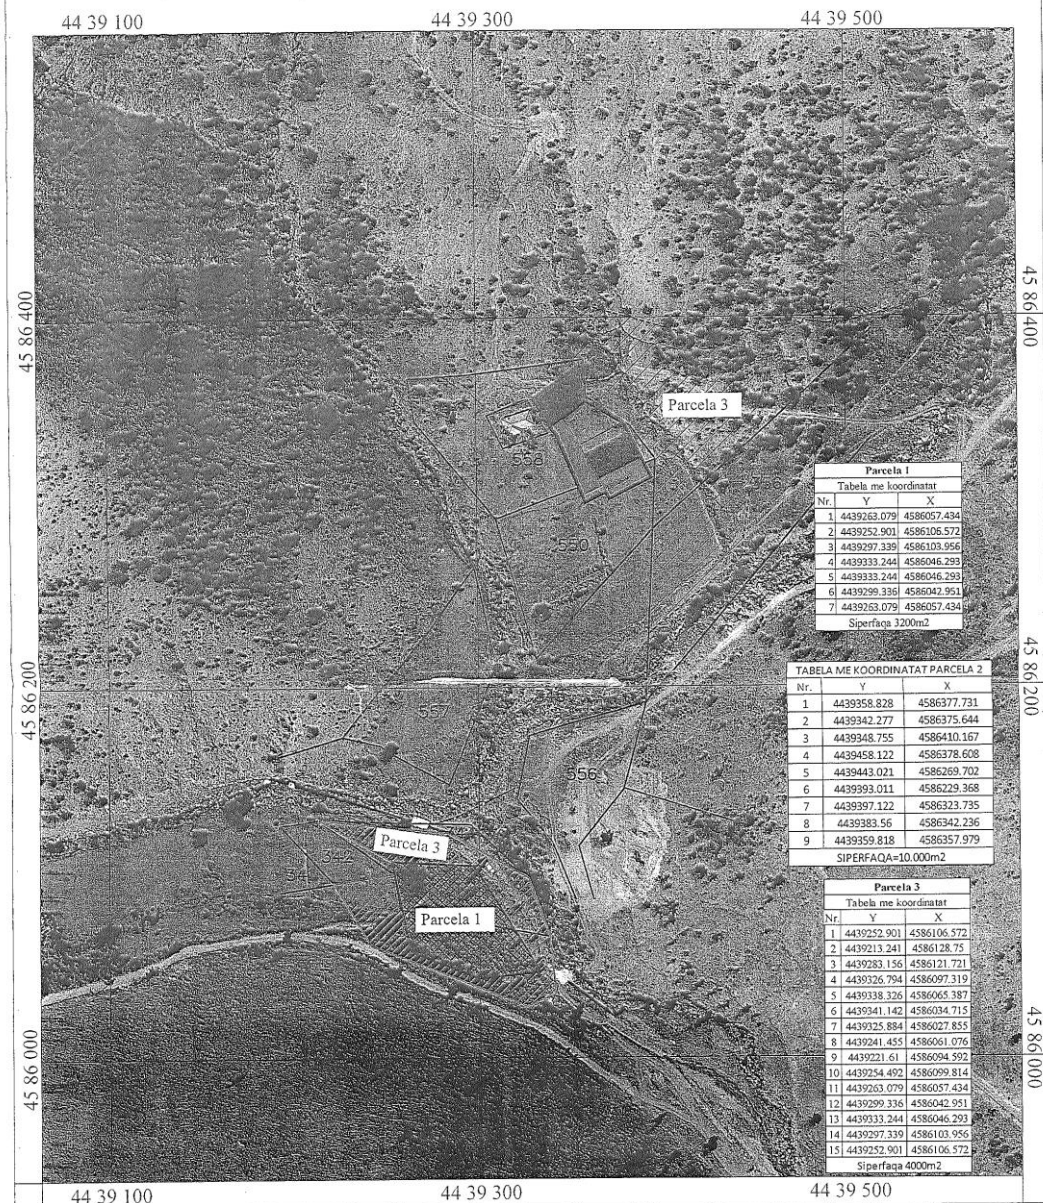 44 39 100 44 39 300 44 39 500
45 86 400
45 86 400
Parcela 3
558
550
Parcela 1
Tabela me koordinatat
Nr. Y X
1 4439263.079 4586057.434
2 4439252.901 4586106.572
3 4439297.339 4586103.956
4 4439333.244 4586046.293
5 4439333.244 4586046.293
6 4439299.336 4586042.951
7 4439263.079 4586057.434
Siperfaqa 3200m2
45 86 200
45 86 200
557
556
TABELA ME KOORDINATAT PARCELA 2
Nr. Y X
1 4439358.828 4586377.731
2 4439342.277 4586375.644
3 4439348.755 4586410.167
4 4439458.122 4586378.608
5 4439443.021 4586269.702
6 4439393.011 4586229.368
7 4439397.122 4586323.735
8 4439383.56 4586342.236
9 4439359.818 4586357.979
SIPERFAQA=10.000m2
Parcela 3
342
Parcela 1
Parcela 3
Tabela me koordinatat
Nr. Y X
1 4439252.901 4586106.572
2 4439213.241 4586128.75
3 4439283.156 4586121.721
4 4439326.794 4586097.319
5 4439338.326 4586065.387
6 4439341.142 4586034.715
7 4439325.884 4586027.855
8 4439241.455 4586061.076
9 4439221.61 4586094.592
10 4439254.492 4586099.814
11 4439263.079 4586057.434
12 4439299.336 4586042.951
13 4439333.244 4586046.293
14 4439297.339 4586103.956
15 4439252.901 4586106.572
Siperfaqa 4000m2
45 86 000
45 86 000
44 39 100 44 39 300 44 39 500